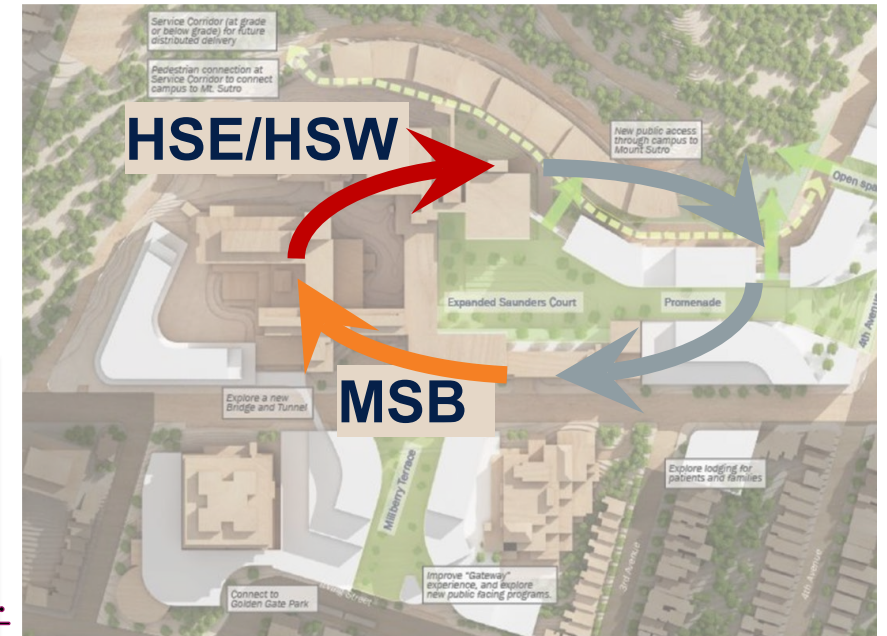 Service Corridor (at grade
or below grade) for future
distributed delivery
Pedestrian connection at
Service Corridor to connect
campus to Mt. Sutro
HSE/HSW
New public access
through campus to
Mount Sutro
Open spa
Expanded Saunders Court
Promenade
4th Avenue
MSB
Explore a new
Bridge and Tunnel
Millberry Terrace
Explore lodging for
patients and families
3rd Avenue
4th Avenue
Improve "Gateway"
experience, and explore
new public facing programs.
Connect to
Golden Gate Park
Street